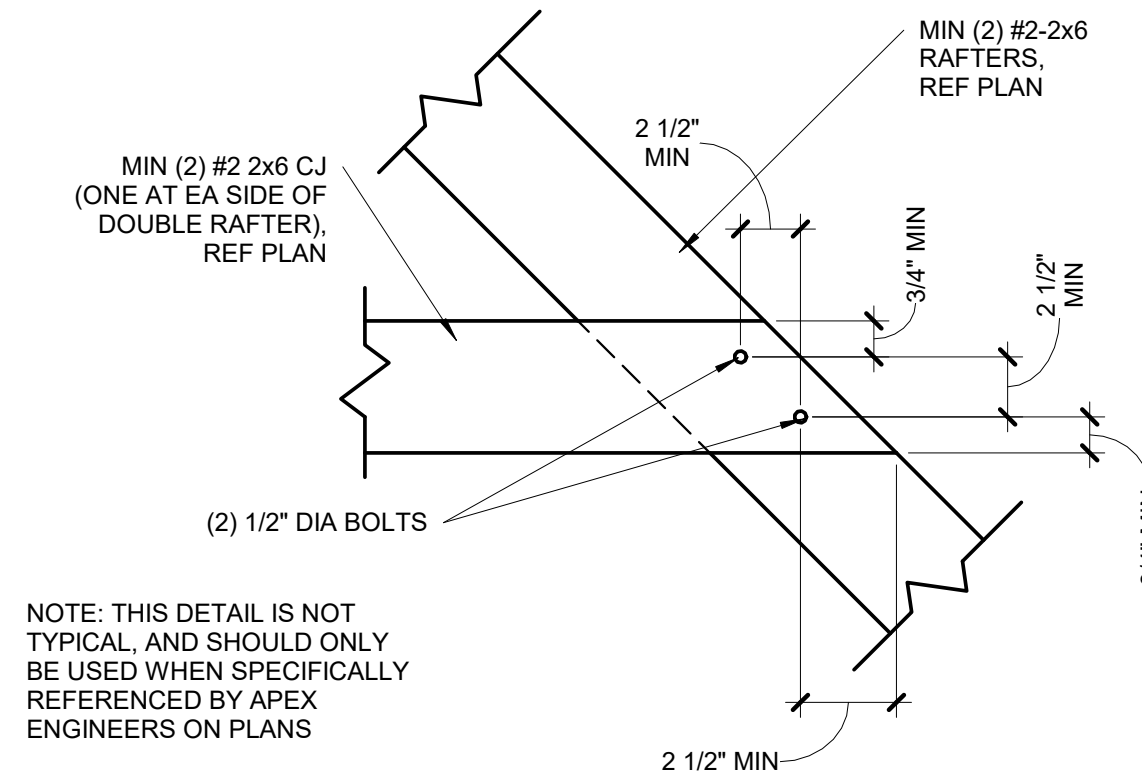 MIN (2) #2-2x6
RAFTERS,
REF PLAN
2 1/2"
MIN
MIN (2) #2 2x6 CJ
(ONE AT EA SIDE OF
DOUBLE RAFTER),
REF PLAN
3/4" MIN
2 1/2"
MIN
(2) 1/2" DIA BOLTS
NOTE: THIS DETAIL IS NOT
TYPICAL, AND SHOULD ONLY
BE USED WHEN SPECIFICALLY
REFERENCED BY APEX
ENGINEERS ON PLANS
2 1/2" MIN